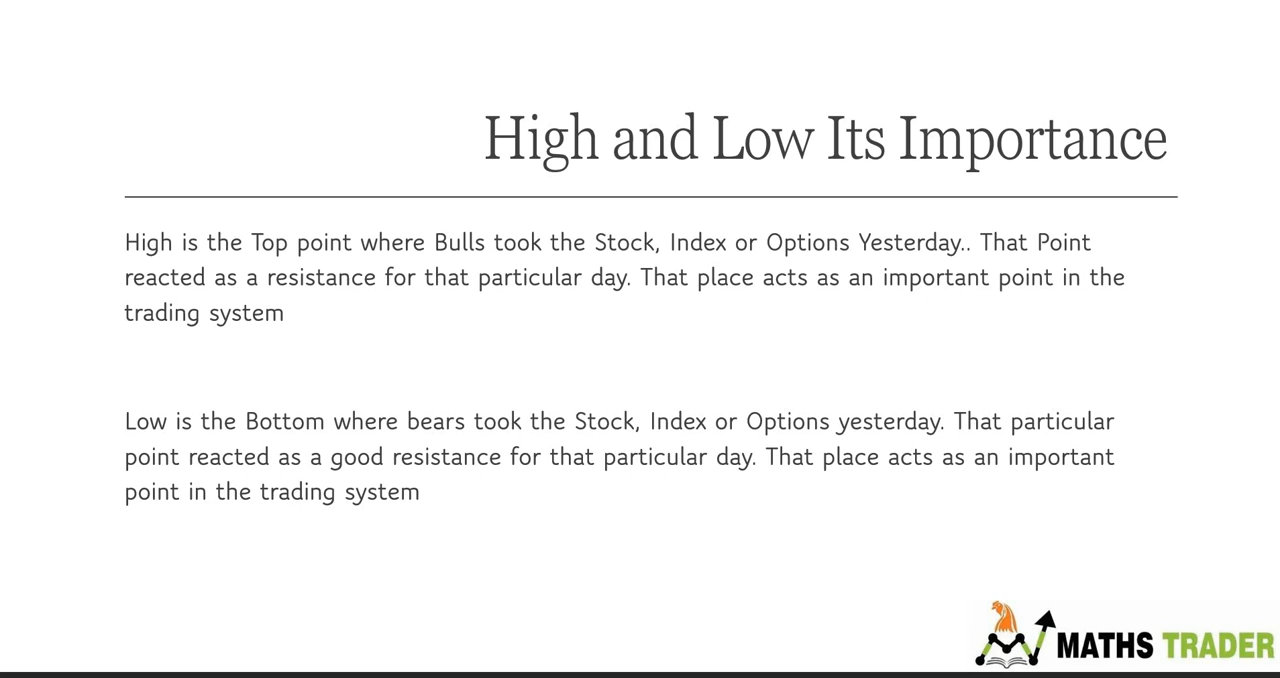 High and Low Its Importance
High is the Top point where Bulls took the Stock, Index or Options Yesterday.. That Point
reacted as a resistance for that particular day. That place acts as an important point in the
trading system
Low is the Bottom where bears took the Stock, Index or Options yesterday. That particular
point reacted as a good resistance for that particular day. That place acts as an important
point in the trading system
MATHS TRADER